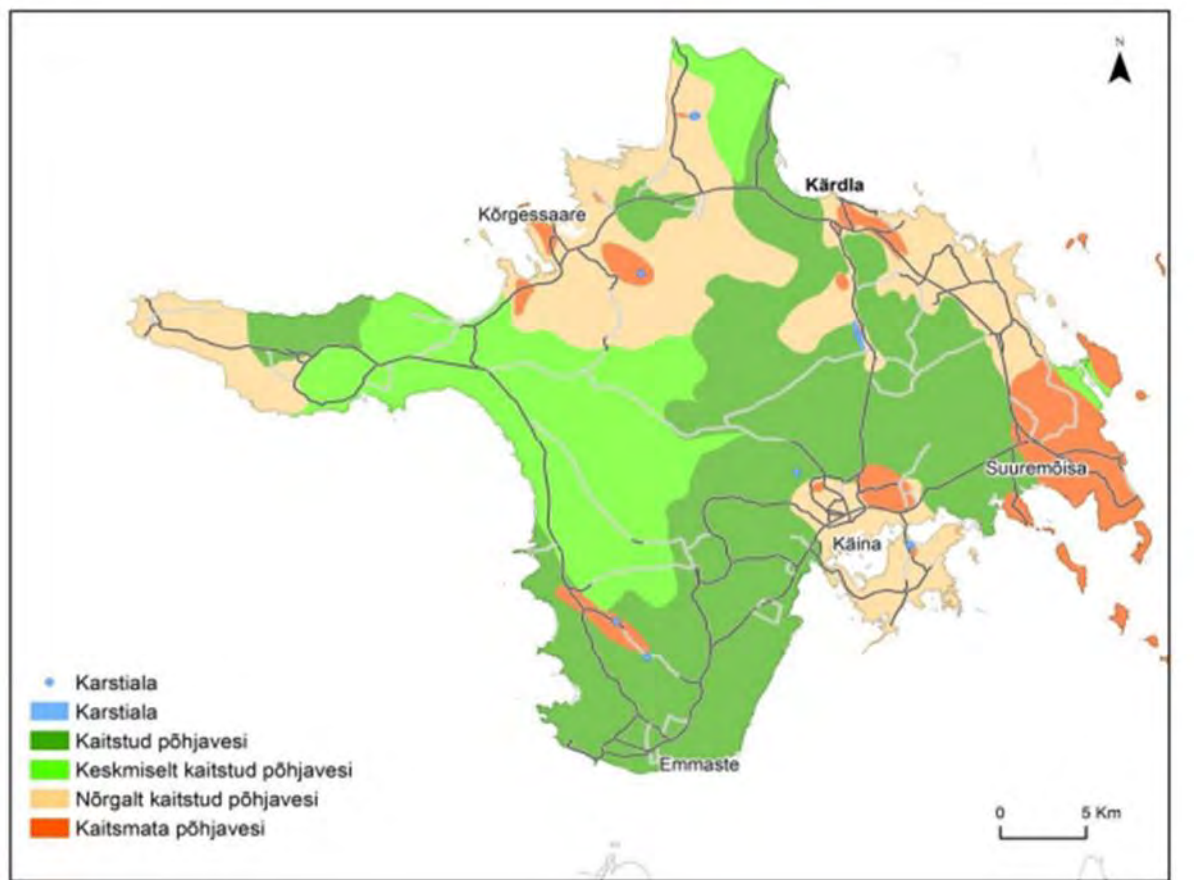 N
Kärdla
Kõrgessaare
Suuremõisa
Käina
Emmaste
Karstiala
Karstiala
Kaitstud põhjavesi
Keskmiselt kaitstud põhjavesi
Nõrgalt kaitstud põhjavesi
Kaitsmata põhjavesi
0 5 Km